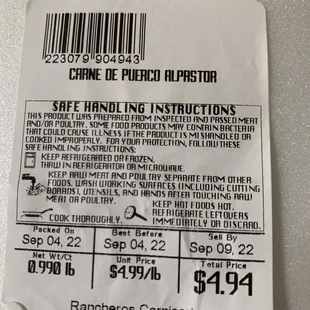 223079 904943
CARNE DE PUERCO ALPASTOR
SAFE HANDLING INSTRUCTIONS
THIS PRODUCT WAS PREPARED FROM INSPECTED AND PASSED MEAT
AND/OR POULTRY. SOME FOOD PRODUCTS MAY CONTAIN BACTERIA
THAT COULD CAUSE ILLNESS IF THE PRODUCT IS MISHANDLED OR
COOKED IMPROPERLY. FOR YOUR PROTECTION, FOLLOW THESE
SAFE HANDLING INSTRUCTIONS:
KEEP REFRIGERATED OR FROZEN.
THAW IN REFRIGERATOR OR MICROWAVE.
KEEP RAW MEAT AND POULTRY SEPARATE FROM OTHER
FOODS. WASH WORKING SURFACES (INCLUDING CUTTING
BOARDS), UTENSILS, AND HANDS AFTER TOUCHING RAW
MEAT OR POULTRY.
COOK THOROUGHLY.
KEEP HOT FOODS HOT.
REFRIGERATE LEFTOVERS
IMMEDIATELY OR DISCARD.
Packed On Best Before Sell By
Sep 04, 22 Sep 04, 22 Sep 09, 22
Net Wt/Ct Unit Price Total Price
0.990 lb $4.99/lb $4.94
Rancheros